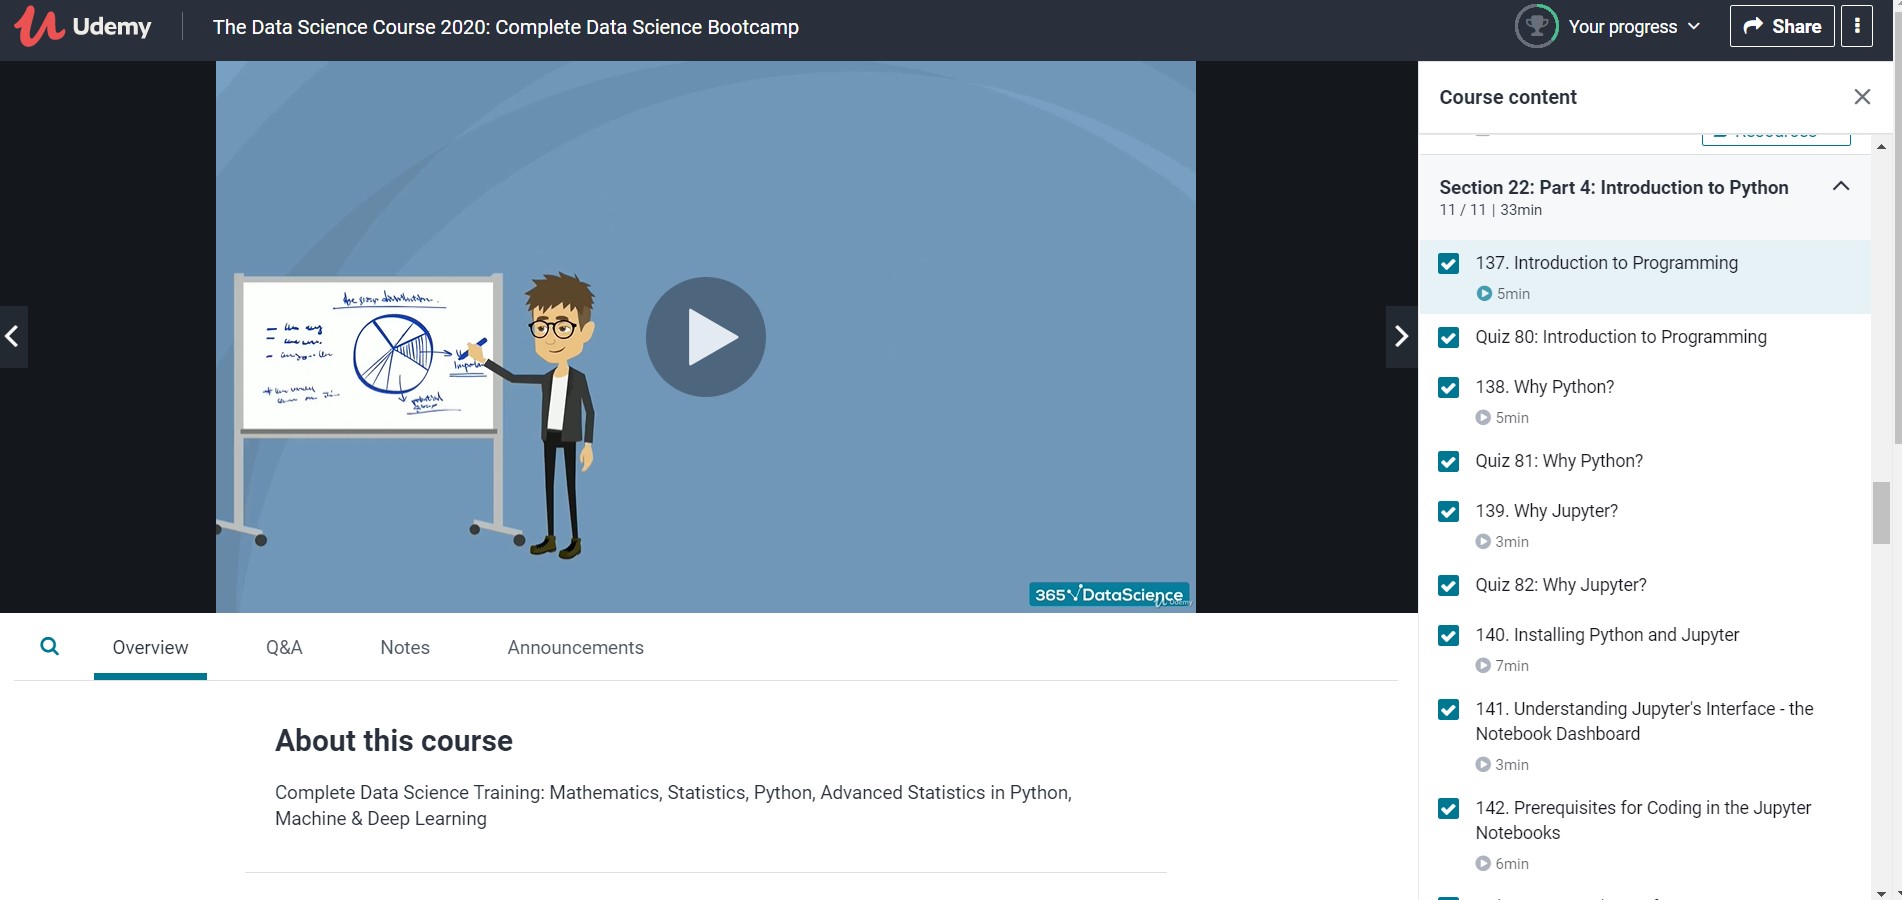 Udemy
The Data Science Course 2020: Complete Data Science Bootcamp
Your progress
Share
365 DataScience
Udemy
Overview
Q&A
Notes
Announcements
About this course
Complete Data Science Training: Mathematics, Statistics, Python, Advanced Statistics in Python,
Machine & Deep Learning
Course content
Section 22: Part 4: Introduction to Python
11 / 11 | 33min
137. Introduction to Programming
5min
Quiz 80: Introduction to Programming
138. Why Python?
5min
Quiz 81: Why Python?
139. Why Jupyter?
3min
Quiz 82: Why Jupyter?
140. Installing Python and Jupyter
7min
141. Understanding Jupyter's Interface - the
Notebook Dashboard
3min
142. Prerequisites for Coding in the Jupyter
Notebooks
6min